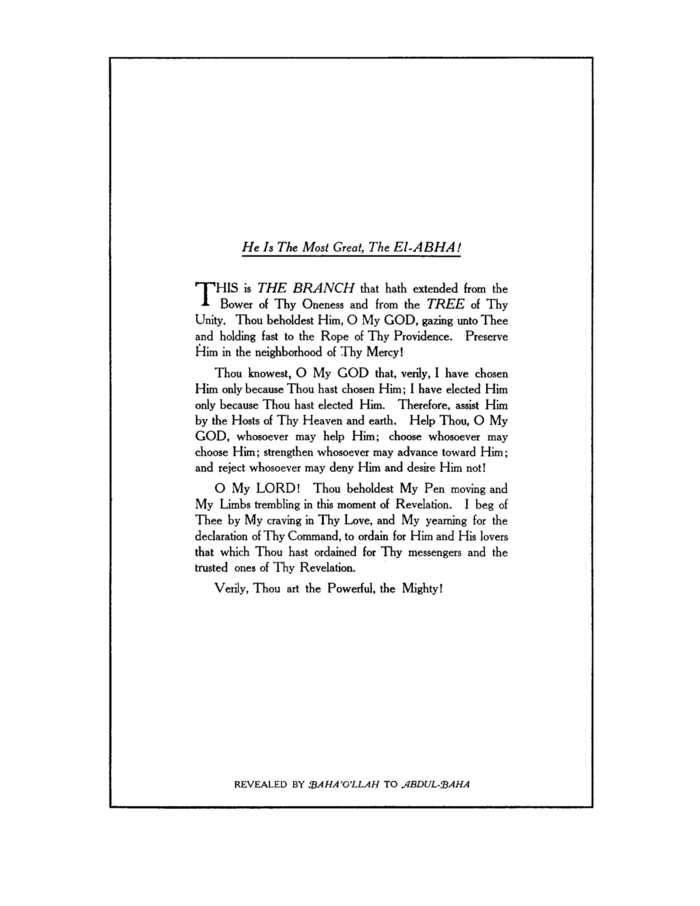 He Is The Most Great, The El-ABHA!
THIS is THE BRANCH that hath extended from the
Bower of Thy Oneness and from the TREE of Thy
Unity. Thou beholdest Him, O My GOD, gazing unto Thee
and holding fast to the Rope of Thy Providence. Preserve
Him in the neighborhood of Thy Mercy!
Thou knowest, O My GOD that, verily, I have chosen
Him only because Thou hast chosen Him; I have elected Him
only because Thou hast elected Him. Therefore, assist Him
by the Hosts of Thy Heaven and earth. Help Thou, O My
GOD, whosoever may help Him; choose whosoever may
choose Him; strengthen whosoever may advance toward Him;
and reject whosoever may deny Him and desire Him not!
O My LORD! Thou beholdest My Pen moving and
My Limbs trembling in this moment of Revelation. I beg of
Thee by My craving in Thy Love, and My yearning for the
declaration of Thy Command, to ordain for Him and His lovers
that which Thou hast ordained for Thy messengers and the
trusted ones of Thy Revelation.
Verily, Thou art the Powerful, the Mighty!
REVEALED BY BAHA'O'LLAH TO ABDUL-BAHA